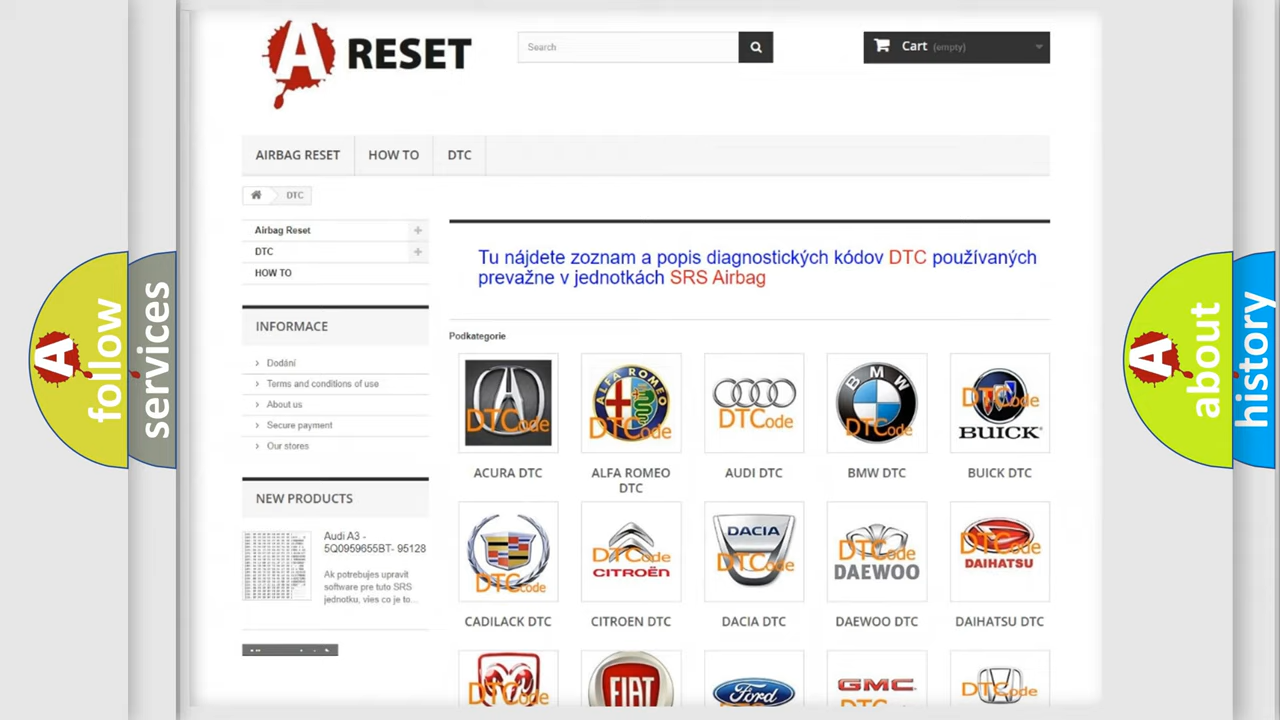 A RESET
Search
Cart (empty)
AIRBAG RESET
HOW TO
DTC
DTC
Airbag Reset
DTC
HOW TO
Tu nájdete zoznam a popis diagnostických kódov DTC používaných
prevažne v jednotkách SRS Airbag
INFORMACE
Dodání
Terms and conditions of use
About us
Secure payment
Our stores
NEW PRODUCTS
Audi A3 -
5Q0959655BT- 95128
Ak potrebujes upravit
software pre tuto SRS
jednotku, vies co je to...
Podkategorie
DTCode
ALFA ROMEO
DTCode
DTCode
BMW
DTCode
DTCode
BUICK
ACURA DTC
ALFA ROMEO
DTC
AUDI DTC
BMW DTC
BUICK DTC
DTCode
DTCode
CITROËN
DACIA
DTCode
DTCode
DAEWOO
DTCode
DAIHATSU
CADILACK DTC
CITROEN DTC
DACIA DTC
DAEWOO DTC
DAIHATSU DTC
DTCode
FIAT
Ford
GMC
DTCode
A follow
services
A about
history